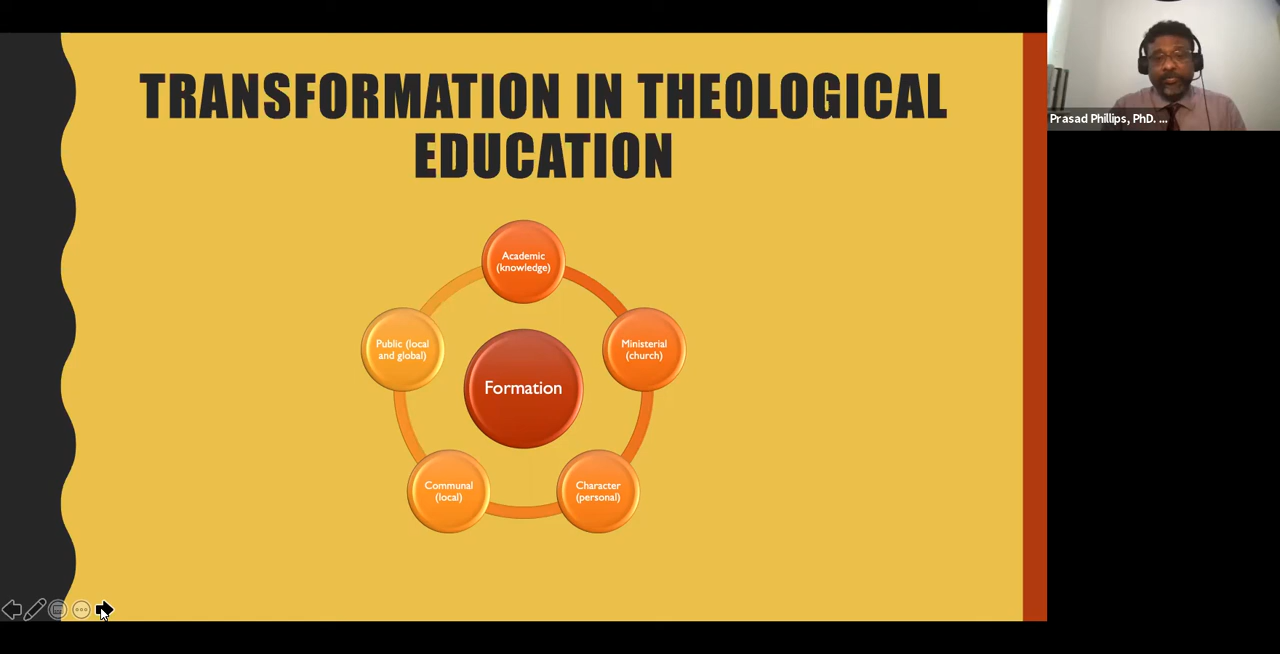 TRANSFORMATION IN THEOLOGICAL
EDUCATION
Academic
(knowledge)
Ministerial
(church)
Character
(personal)
Communal
(local)
Public (local
and global)
Formation
Prasad Phillips, PhD. ...